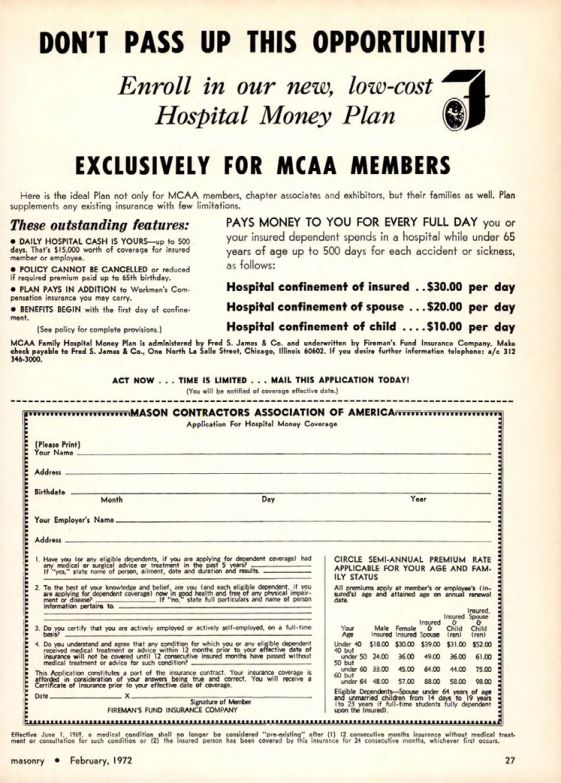 DON'T PASS UP THIS OPPORTUNITY!
Enroll in our new, low-cost
Hospital Money Plan
EXCLUSIVELY FOR MCAA MEMBERS
Here is the ideal Plan not only for MCAA members, chapter associates and exhibitors, but their families as well. Plan
supplements any existing insurance with few limitations.
These outstanding features:
● DAILY HOSPITAL CASH IS YOURS—up to 500
days. That's $15,000 worth of coverage for insured
member or employee.
● POLICY CANNOT BE CANCELLED or reduced
if required premium paid up to 65th birthday.
● PLAN PAYS IN ADDITION to Workmen's Com-
pensation insurance you may carry.
● BENEFITS BEGIN with the first day of confine-
ment.
(See policy for complete provisions.)
PAYS MONEY TO YOU FOR EVERY FULL DAY you or
your insured dependent spends in a hospital while under 65
years of age up to 500 days for each accident or sickness,
as follows:
Hospital confinement of insured . . $30.00 per day
Hospital confinement of spouse . . . $20.00 per day
Hospital confinement of child . . . . $10.00 per day
MCAA Family Hospital Money Plan is administered by Fred S. James & Co. and underwritten by Fireman's Fund Insurance Company. Make
check payable to Fred S. James & Co., One North La Salle Street, Chicago, Illinois 60602. If you desire further information telephone: a/c 312
346-3000.
ACT NOW . . . TIME IS LIMITED . . . MAIL THIS APPLICATION TODAY!
(You will be notified of coverage effective date.)
MASON CONTRACTORS ASSOCIATION OF AMERICA
Application For Hospital Money Coverage
(Please Print)
Your Name
Address
Birthdate
Month Day Year
Your Employer's Name
Address
1. Have you (or any eligible dependents, if you are applying for dependent coverage) had
any medical or surgical advice or treatment in the past 5 years?
If "yes," state name of person, ailment, date and duration and results.
2. To the best of your knowledge and belief, are you (and each eligible dependent, if you
are applying for dependent coverage) now in good health and free of any physical impair-
ment or disease? If "no," state full particulars and name of person
information pertains to.
3. Do you certify that you are actively employed or actively self-employed, on a full-time
basis?
4. Do you understand and agree that any condition for which you or any eligible dependent
received medical treatment or advice within 12 months prior to your effective date of
insurance will not be covered until 12 consecutive insured months have passed without
medical treatment or advice for such condition?
This Application constitutes a part of the insurance contract. Your insurance coverage is
afforded in consideration of your answers being true and correct. You will receive a
Certificate of Insurance prior to your effective date of coverage.
Date X
Signature of Member
FIREMAN'S FUND INSURANCE COMPANY
CIRCLE SEMI-ANNUAL PREMIUM RATE
APPLICABLE FOR YOUR AGE AND FAM-
ILY STATUS
All premiums apply at member's or employee's (In-
sured's) age and attained age on annual renewal
date.
Your Age
Male Insured
Female Insured
Insured & Spouse
Insured Spouse & Child (ren)
Insured, & Child (ren)
Under 40 $18.00 $30.00 $39.00 $31.00 $52.00
40 but
under 50 24.00 36.00 49.00 36.00 61.00
50 but
under 60 33.00 45.00 64.00 44.00 75.00
60 but
under 64 48.00 57.00 88.00 58.00 98.00
Eligible Dependents—Spouse under 64 years of age
and unmarried children from 14 days to 19 years
(to 23 years if full-time students fully dependent
upon the Insured).
Effective June 1, 1969, a medical condition shall no longer be considered "pre-existing" after (1) 12 consecutive months insurance without medical treat-
ment or consultation for such condition or (2) the insured person has been covered by this insurance for 24 consecutive months, whichever first occurs.
masonry ● February, 1972
27